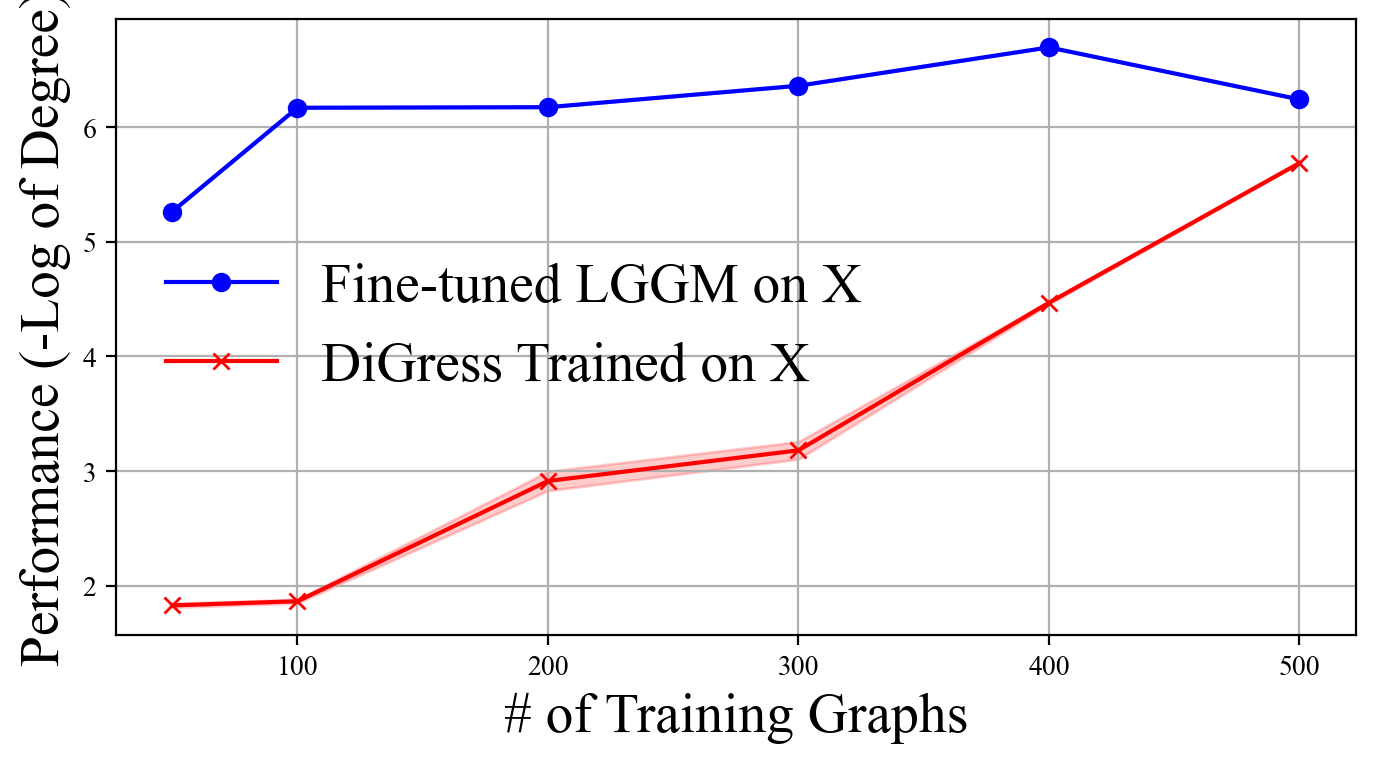 Performance (-Log of Degree)
6
5
4
3
2
Fine-tuned LGGM on X
DiGress Trained on X
100 200 300 400 500
# of Training Graphs